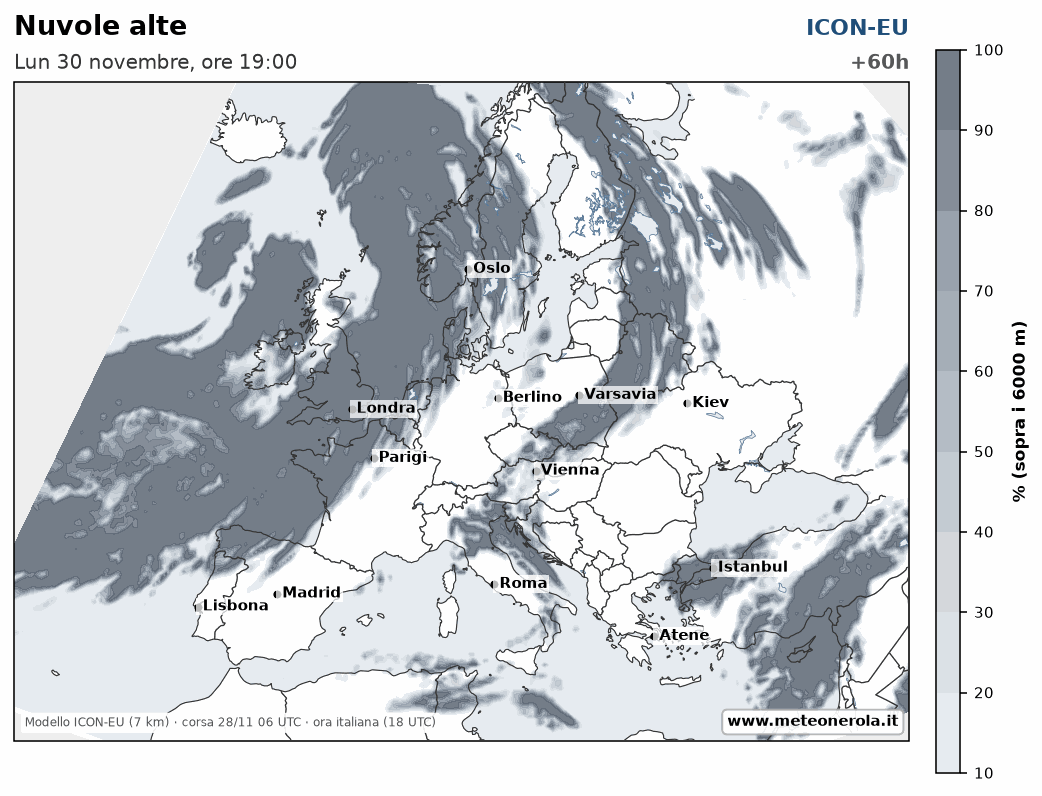 Nuvole alte
ICON-EU
Lun 30 novembre, ore 19:00
+60h
100
90
80
70
60
50
40
30
20
10
% (sopra i 6000 m)
Oslo
Berlino
Varsavia
Kiev
Londra
Parigi
Vienna
Istanbul
Roma
Madrid
Lisbona
Atene
Modello ICON-EU (7 km) · corsa 28/11 06 UTC · ora italiana (18 UTC)
www.meteonerola.it